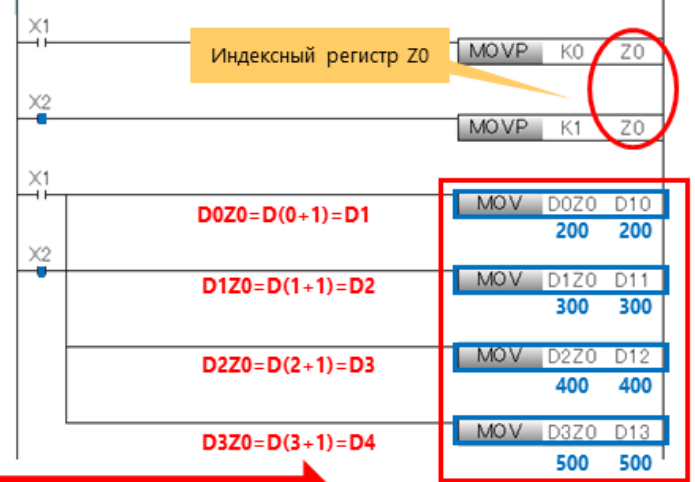 X1
Индексный регистр Z0
MOVP K0 Z0
X2
MOVP K1 Z0
X1
MOV D0Z0 D10
D0Z0=D(0+1)=D1
200 200
X2
MOV D1Z0 D11
D1Z0=D(1+1)=D2
300 300
MOV D2Z0 D12
D2Z0=D(2+1)=D3
400 400
MOV D3Z0 D13
D3Z0=D(3+1)=D4
500 500